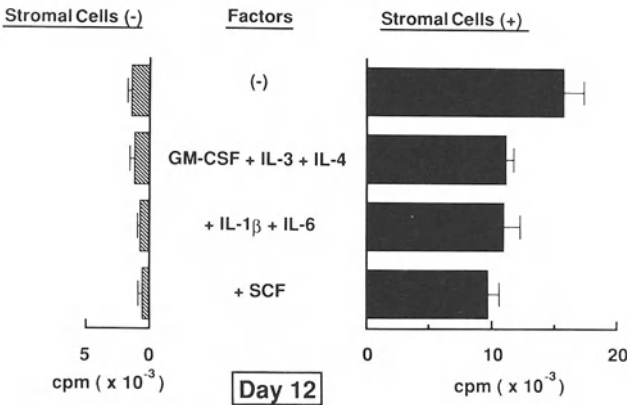 Stromal Cells (-) Factors Stromal Cells (+)
(-)
GM-CSF + IL-3 + IL-4
+ IL-1β + IL-6
+ SCF
5 0 0 10 20
cpm ( x 10⁻³) Day 12 cpm ( x 10⁻³)